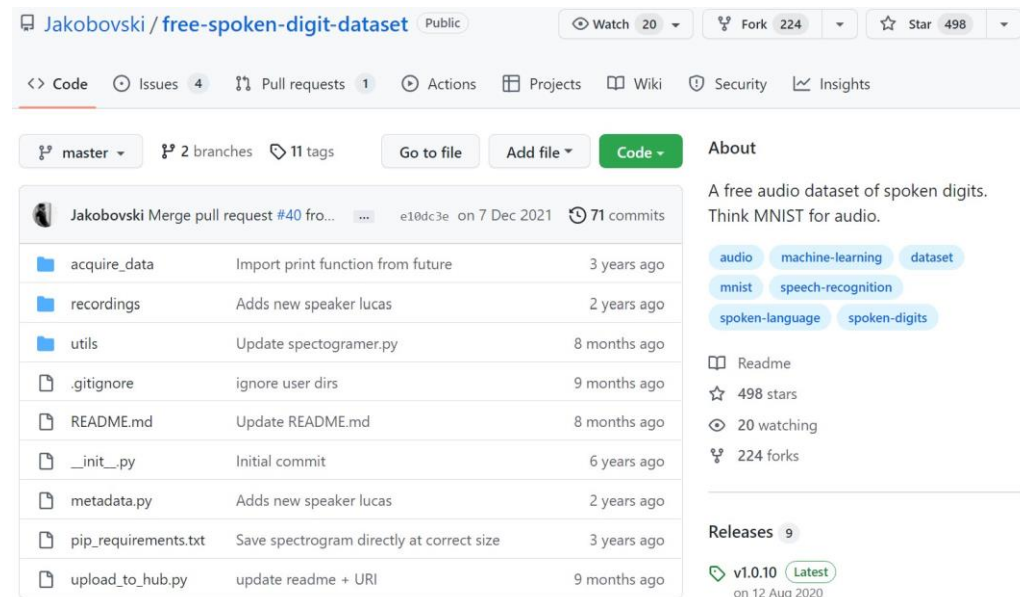 Jakobovski / free-spoken-digit-dataset Public
Watch 20
Fork 224
Star 498
<> Code
Issues 4
Pull requests 1
Actions
Projects
Wiki
Security
Insights
master
2 branches
11 tags
Go to file
Add file
Code
Jakobovski Merge pull request #40 fro... ... e10dc3e on 7 Dec 2021 71 commits
acquire_data Import print function from future 3 years ago
recordings Adds new speaker lucas 2 years ago
utils Update spectogramer.py 8 months ago
.gitignore ignore user dirs 9 months ago
README.md Update README.md 8 months ago
__init__.py Initial commit 6 years ago
metadata.py Adds new speaker lucas 2 years ago
pip_requirements.txt Save spectrogram directly at correct size 3 years ago
upload_to_hub.py update readme + URI 9 months ago
About
A free audio dataset of spoken digits.
Think MNIST for audio.
audio machine-learning dataset
mnist speech-recognition
spoken-language spoken-digits
Readme
498 stars
20 watching
224 forks
Releases 9
v1.0.10 Latest
on 12 Aug 2020